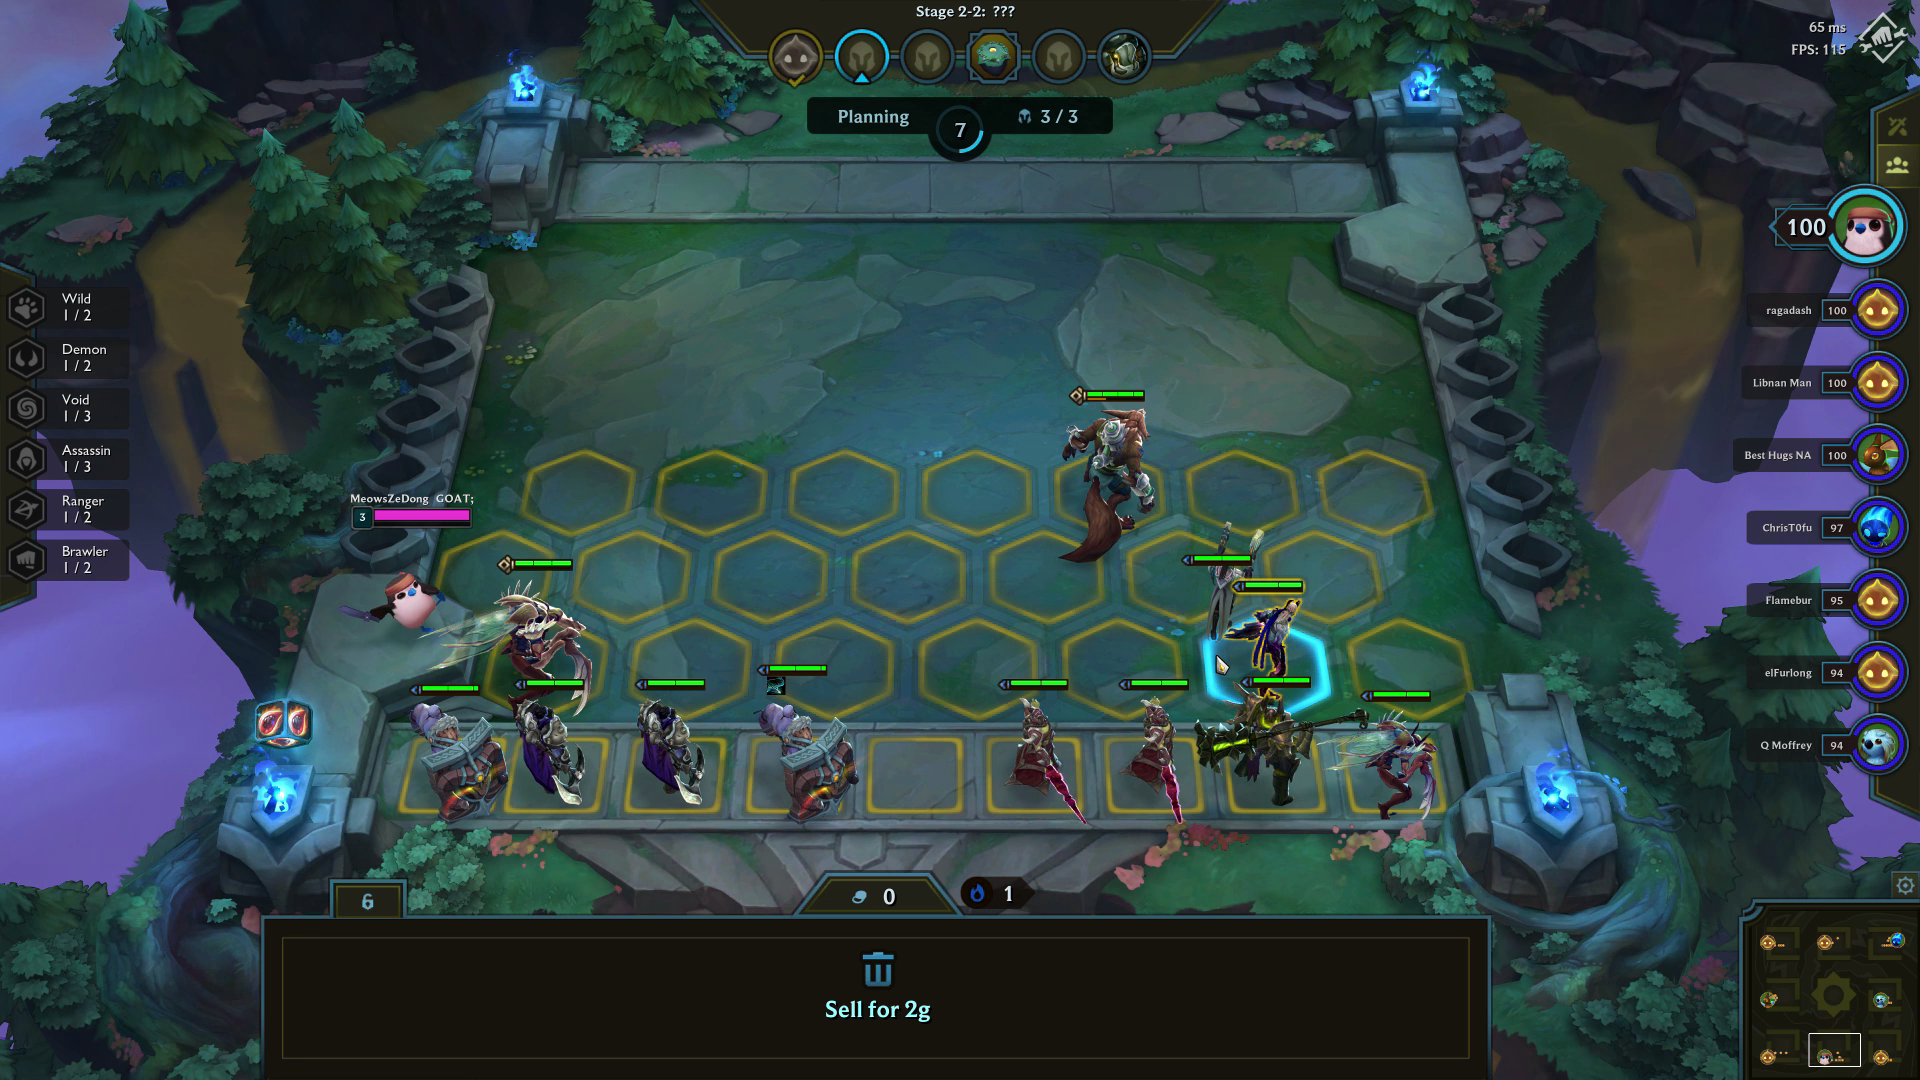 Stage 2-2: ???
65 ms
FPS: 115
Planning
7
3 / 3
100
Wild
1 / 2
Demon
1 / 2
Void
1 / 3
Assassin
1 / 3
Ranger
1 / 2
Brawler
1 / 2
MeowsZeDong GOAT;
3
ragadash 100
Libnan Man 100
Best Hugs NA 100
ChrisT0fu 97
Flamebur 95
elFurlong 94
Q Moffrey 94
6
0
1
Sell for 2g